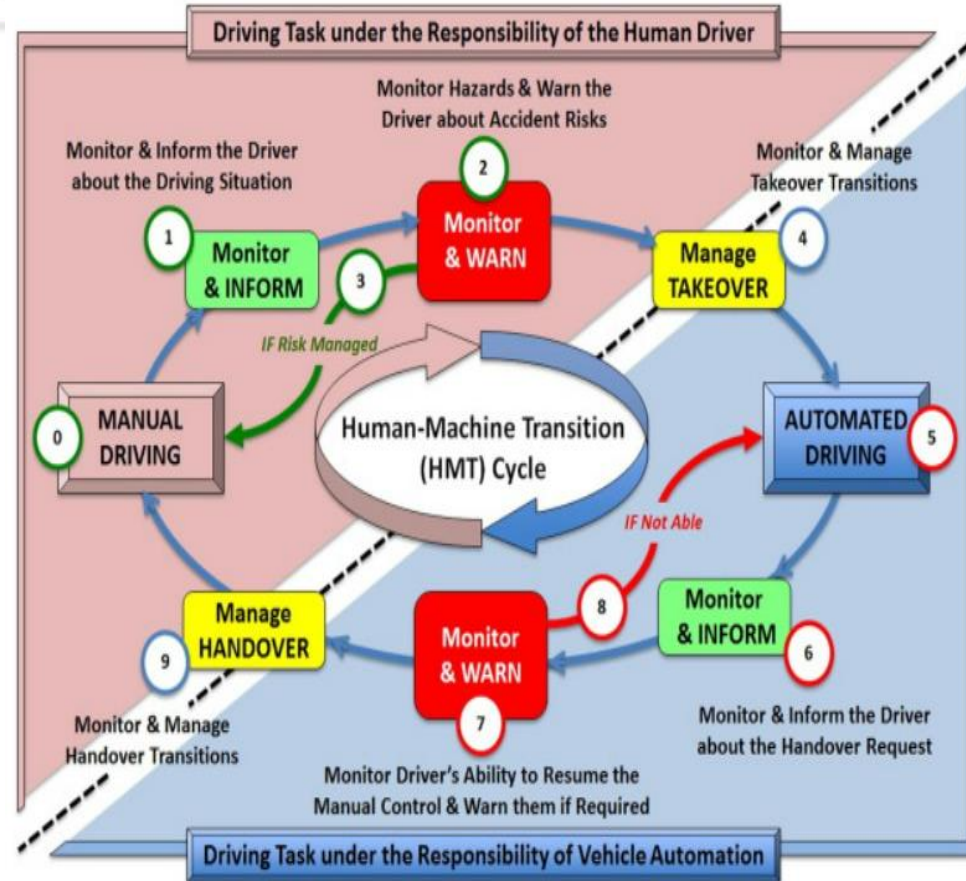 Driving Task under the Responsibility of the Human Driver
Monitor Hazards & Warn the
Driver about Accident Risks
2
Monitor
& WARN
Monitor & Inform the Driver
about the Driving Situation
1
Monitor
& INFORM
3
IF Risk Managed
Monitor & Manage
Takeover Transitions
4
Manage
TAKEOVER
0
MANUAL
DRIVING
Human-Machine Transition
(HMT) Cycle
AUTOMATED
DRIVING
5
IF Not Able
8
Monitor
& INFORM
6
Monitor & Inform the Driver
about the Handover Request
Monitor
& WARN
7
Monitor Driver's Ability to Resume the
Manual Control & Warn them if Required
Manage
HANDOVER
9
Monitor & Manage
Handover Transitions
Driving Task under the Responsibility of Vehicle Automation